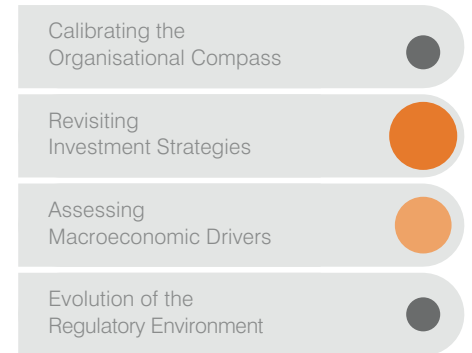 Calibrating the
Organisational Compass
Revisiting
Investment Strategies
Assessing
Macroeconomic Drivers
Evolution of the
Regulatory Environment